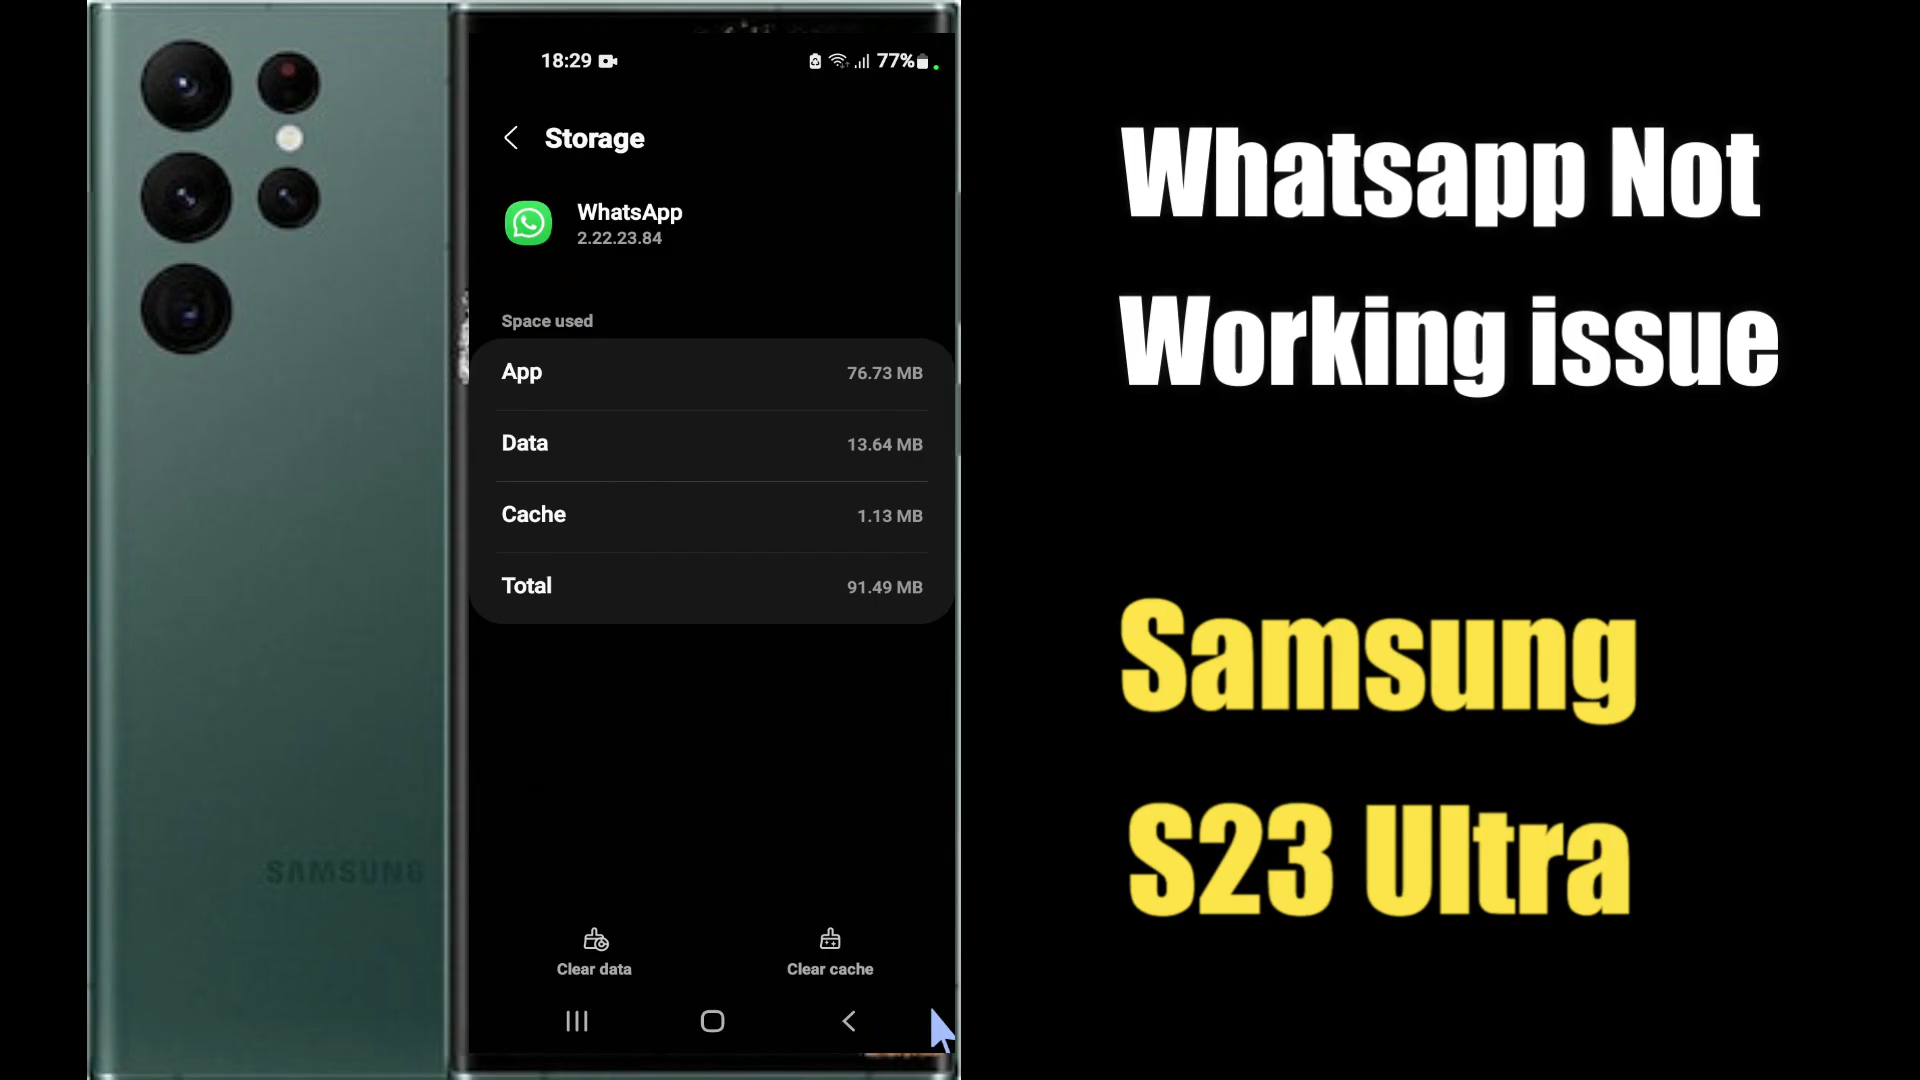 18:29
77%
Storage
WhatsApp
2.22.23.84
Space used
App 76.73 MB
Data 13.64 MB
Cache 1.13 MB
Total 91.49 MB
Clear data Clear cache
SAMSUNG
Whatsapp Not
Working issue
Samsung
S23 Ultra